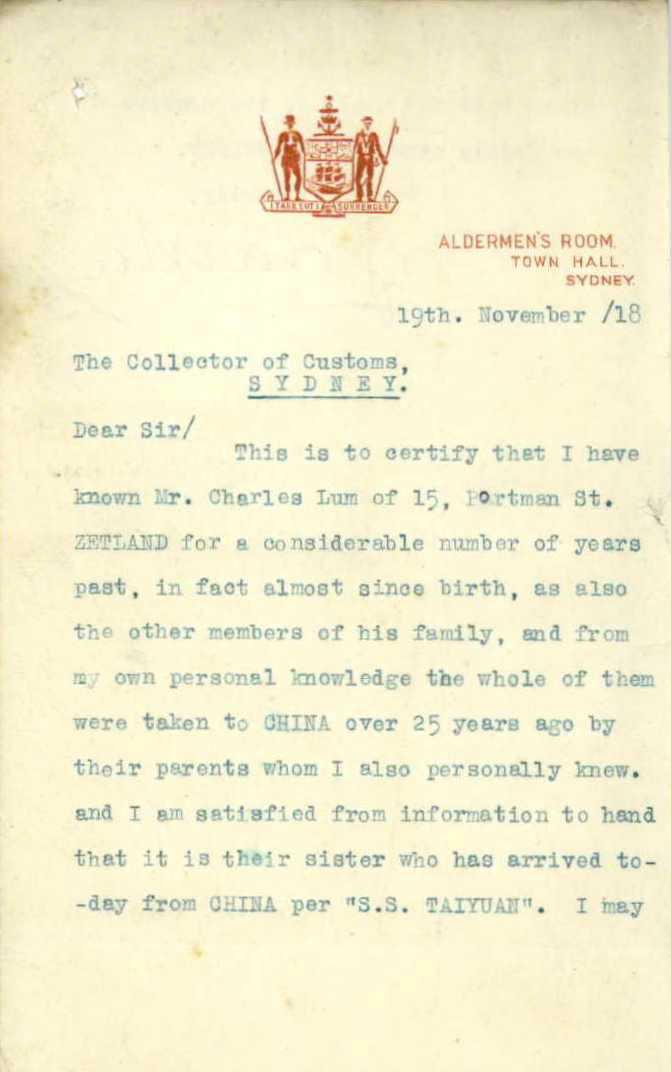 I TAKE BUT I SURRENDER
ALDERMEN'S ROOM.
TOWN HALL.
SYDNEY.
19th. November /18
The Collector of Customs,
S Y D N E Y.
Dear Sir/
This is to certify that I have
known Mr. Charles Lum of 15, Portman St.
ZETLAND for a considerable number of years
past, in fact almost since birth, as also
the other members of his family, and from
my own personal knowledge the whole of them
were taken to CHINA over 25 years ago by
their parents whom I also personally knew.
and I am satisfied from information to hand
that it is their sister who has arrived to-
-day from CHINA per "S.S. TAIYUAN". I may